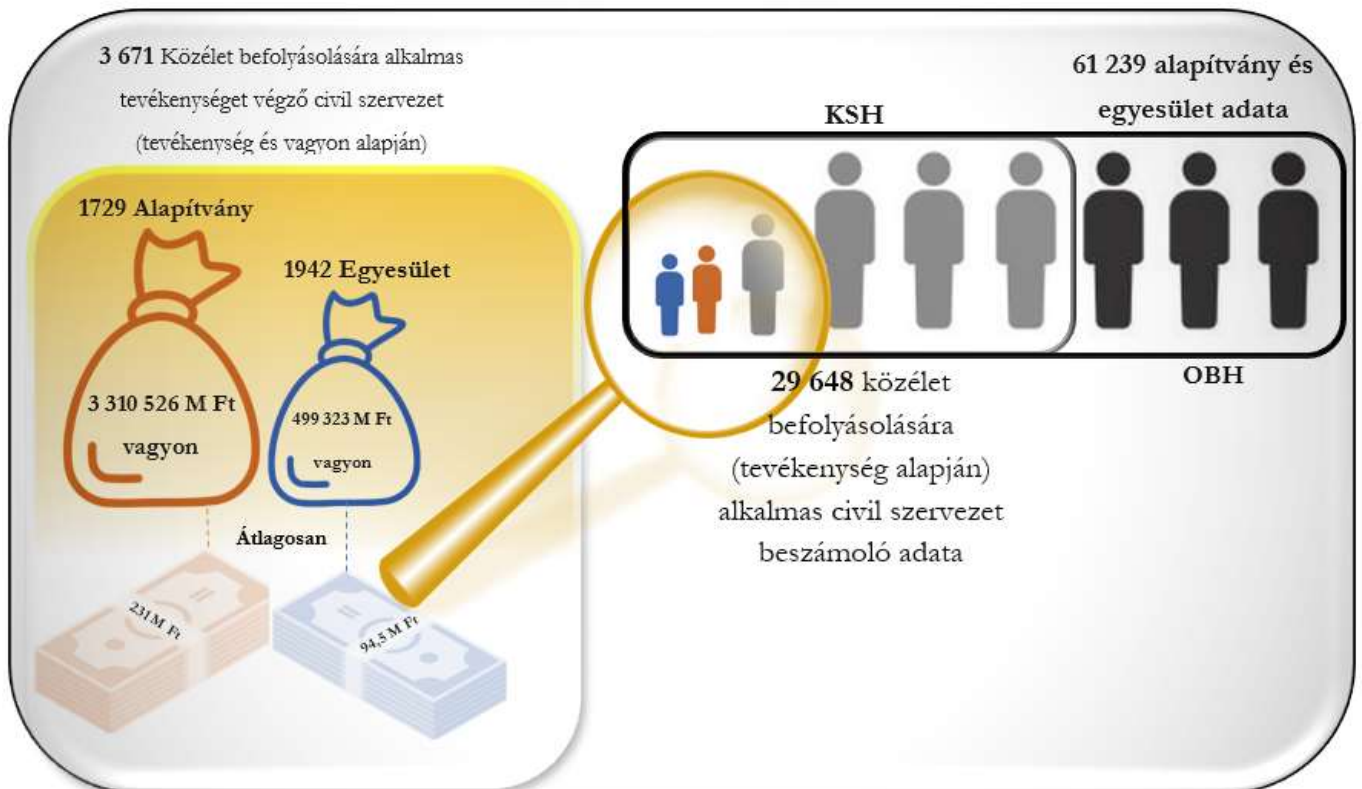 3 671 Közélet befolyásolására alkalmas
tevékenységet végző civil szervezet
(tevékenység és vagyon alapján)
1729 Alapítvány
3 310 526 M Ft
vagyon
1942 Egyesület
499 323 M Ft
vagyon
Átlagosan
231M Ft
94,5 M Ft
KSH
61 239 alapítvány és
egyesület adata
OBH
29 648 közélet
befolyásolására
(tevékenység alapján)
alkalmas civil szervezet
beszámoló adata